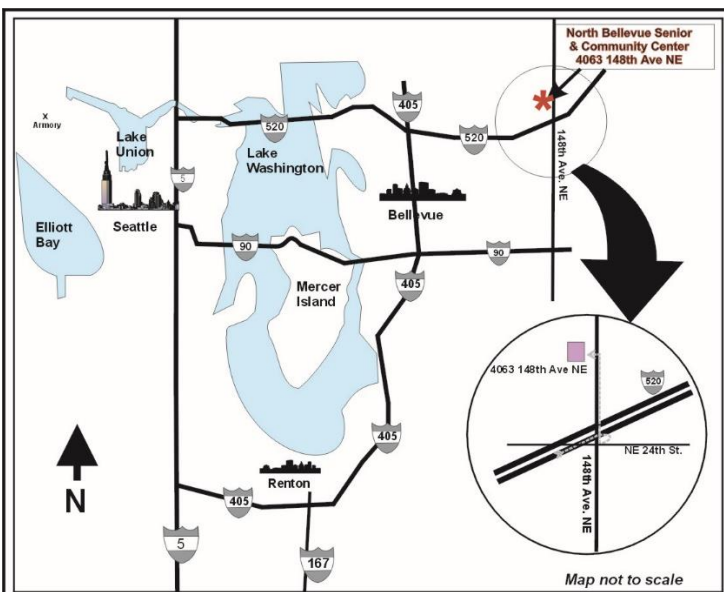 North Bellevue Senior
& Community Center
4063 148th Ave NE
X
Armory
Lake
Union
405
520
520
Lake
Washington
148th Ave. NE
5
Seattle
Bellevue
Elliott
Bay
90
90
405
Mercer
Island
4063 148th Ave NE
520
405
NE 24th St.
148th Ave. NE
Renton
N
405
5
167
Map not to scale